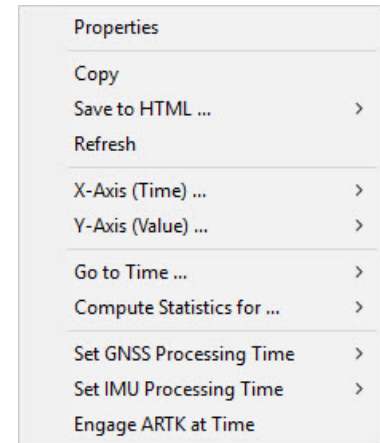 Properties
Copy
Save to HTML ...
Refresh
X-Axis (Time) ...
Y-Axis (Value) ...
Go to Time ...
Compute Statistics for ...
Set GNSS Processing Time
Set IMU Processing Time
Engage ARTK at Time